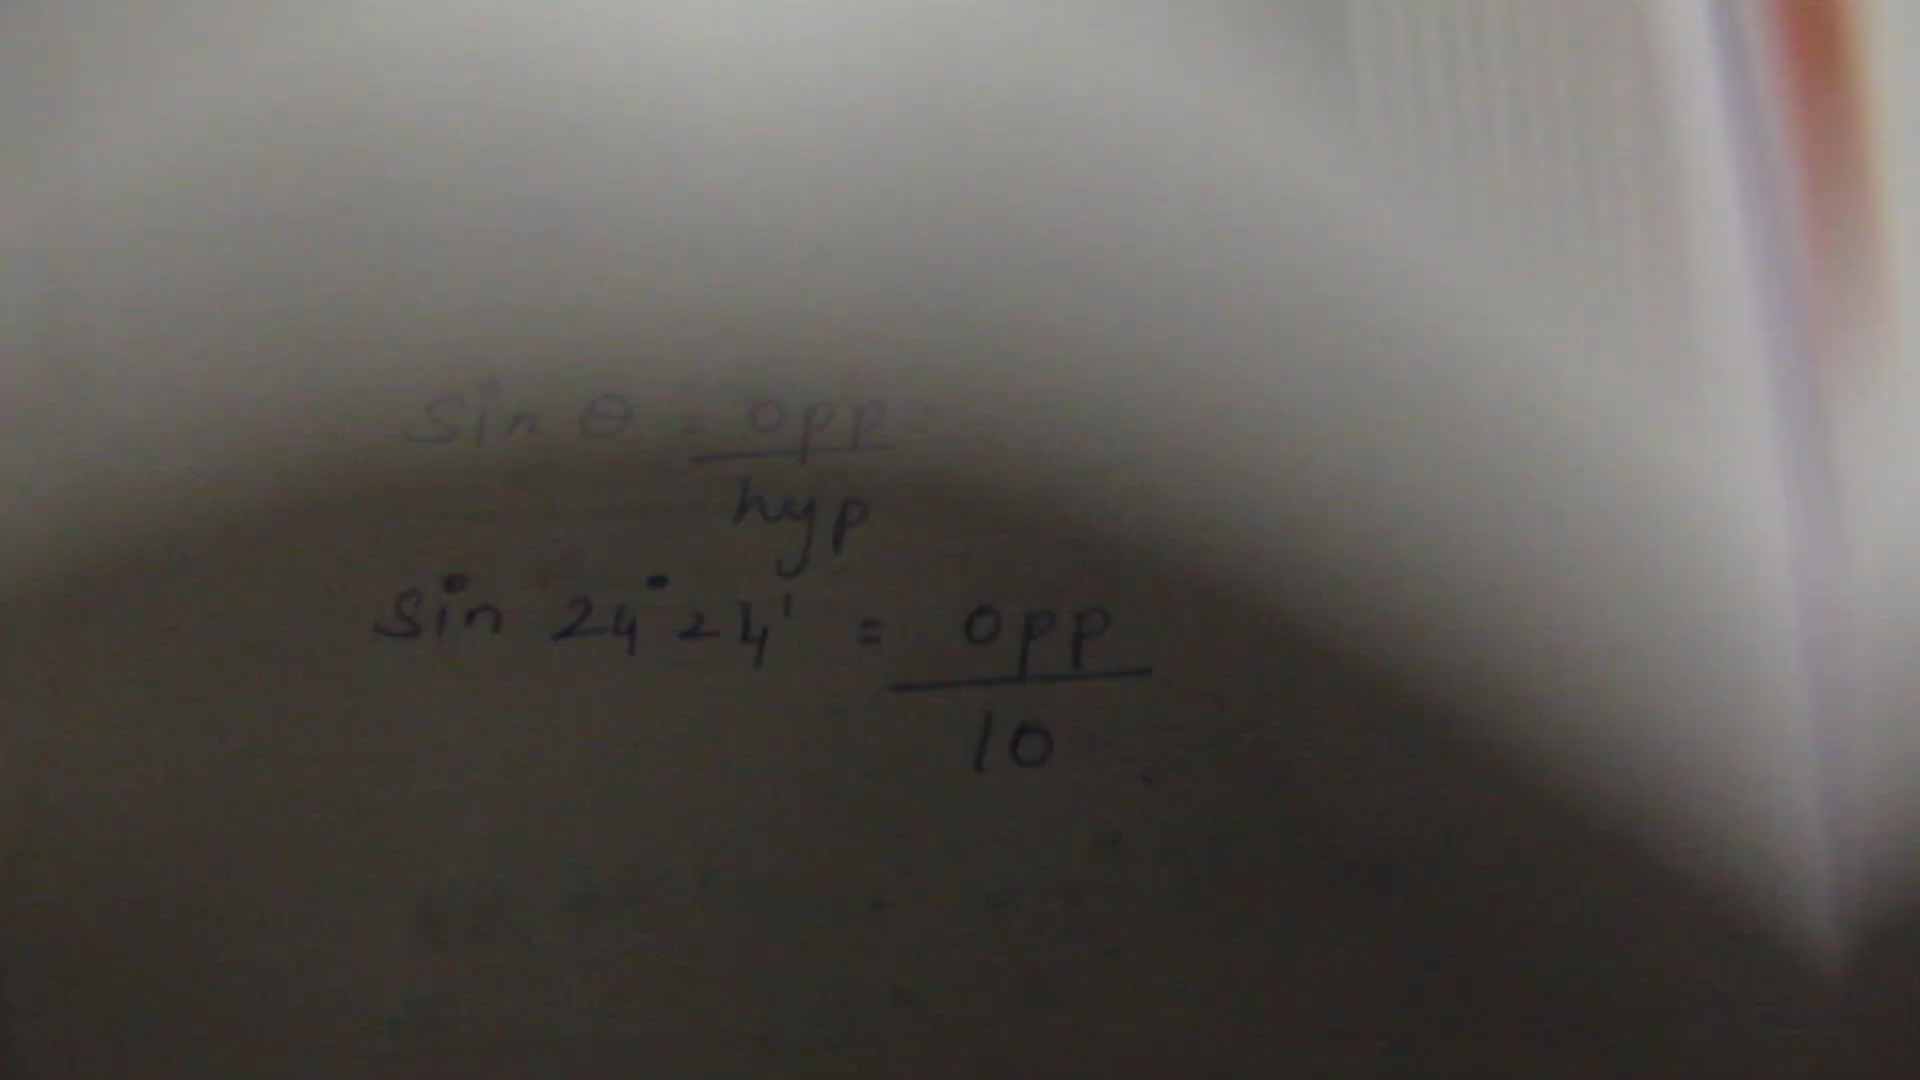 Sin θ = opp
hyp
Sin 24°24' = opp
10